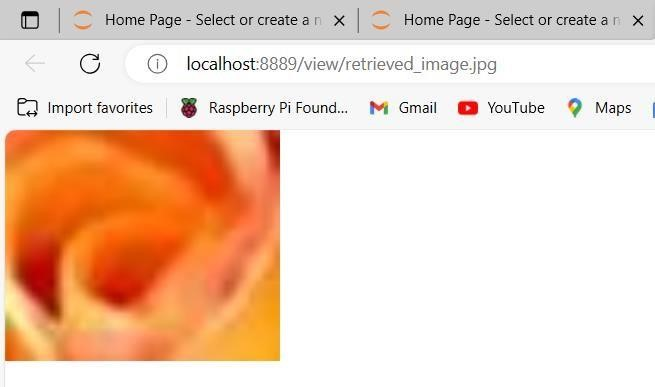 Home Page - Select or create a n Home Page - Select or create a n
localhost:8889/view/retrieved_image.jpg
Import favorites Raspberry Pi Found... Gmail YouTube Maps